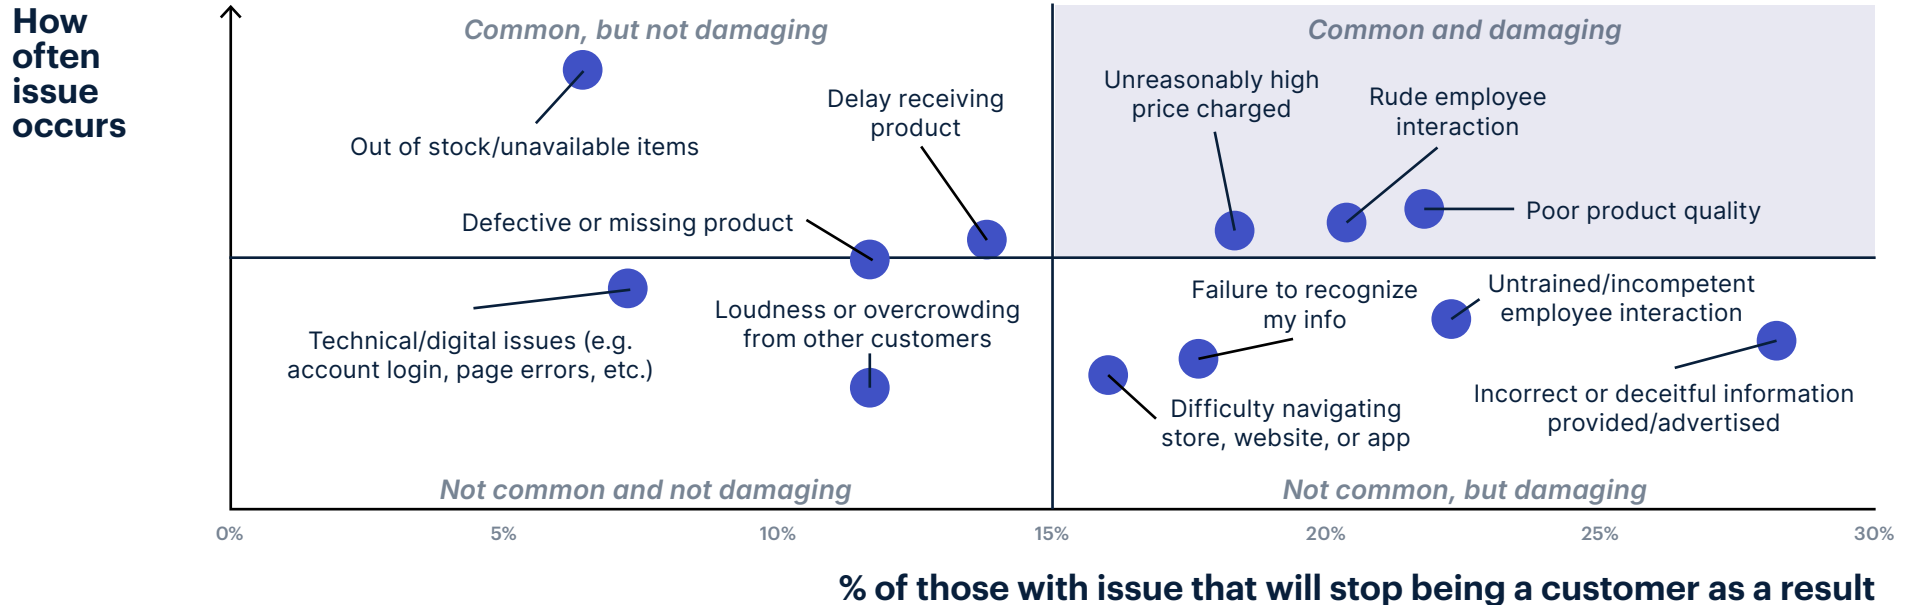 How
often
issue
occurs
Common, but not damaging
Common and damaging
Out of stock/unavailable items
Delay receiving
product
Defective or missing product
Unreasonably high
price charged
Rude employee
interaction
Poor product quality
Technical/digital issues (e.g.
account login, page errors, etc.)
Loudness or overcrowding
from other customers
Failure to recognize
my info
Untrained/incompetent
employee interaction
Difficulty navigating
store, website, or app
Incorrect or deceitful information
provided/advertised
Not common and not damaging
Not common, but damaging
0%
5%
10%
15%
20%
25%
30%
% of those with issue that will stop being a customer as a result